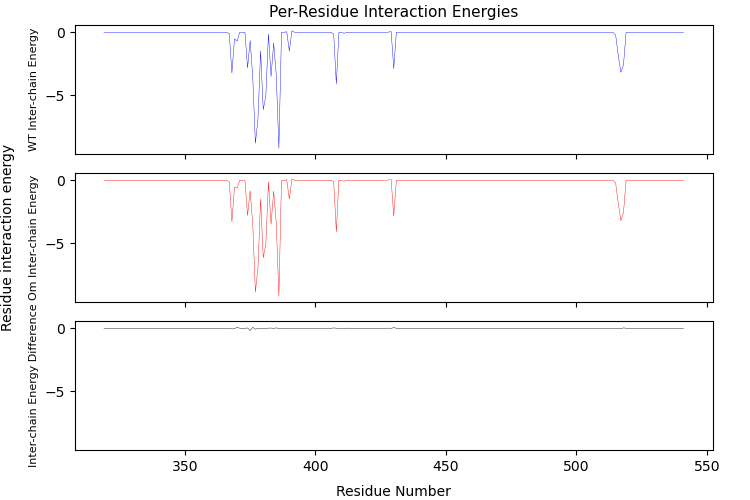 Per-Residue Interaction Energies
Residue interaction energy
WT Inter-chain Energy
0
−5
Om Inter-chain Energy
0
−5
Inter-chain Energy Difference
0
−5
350
400
450
500
550
Residue Number